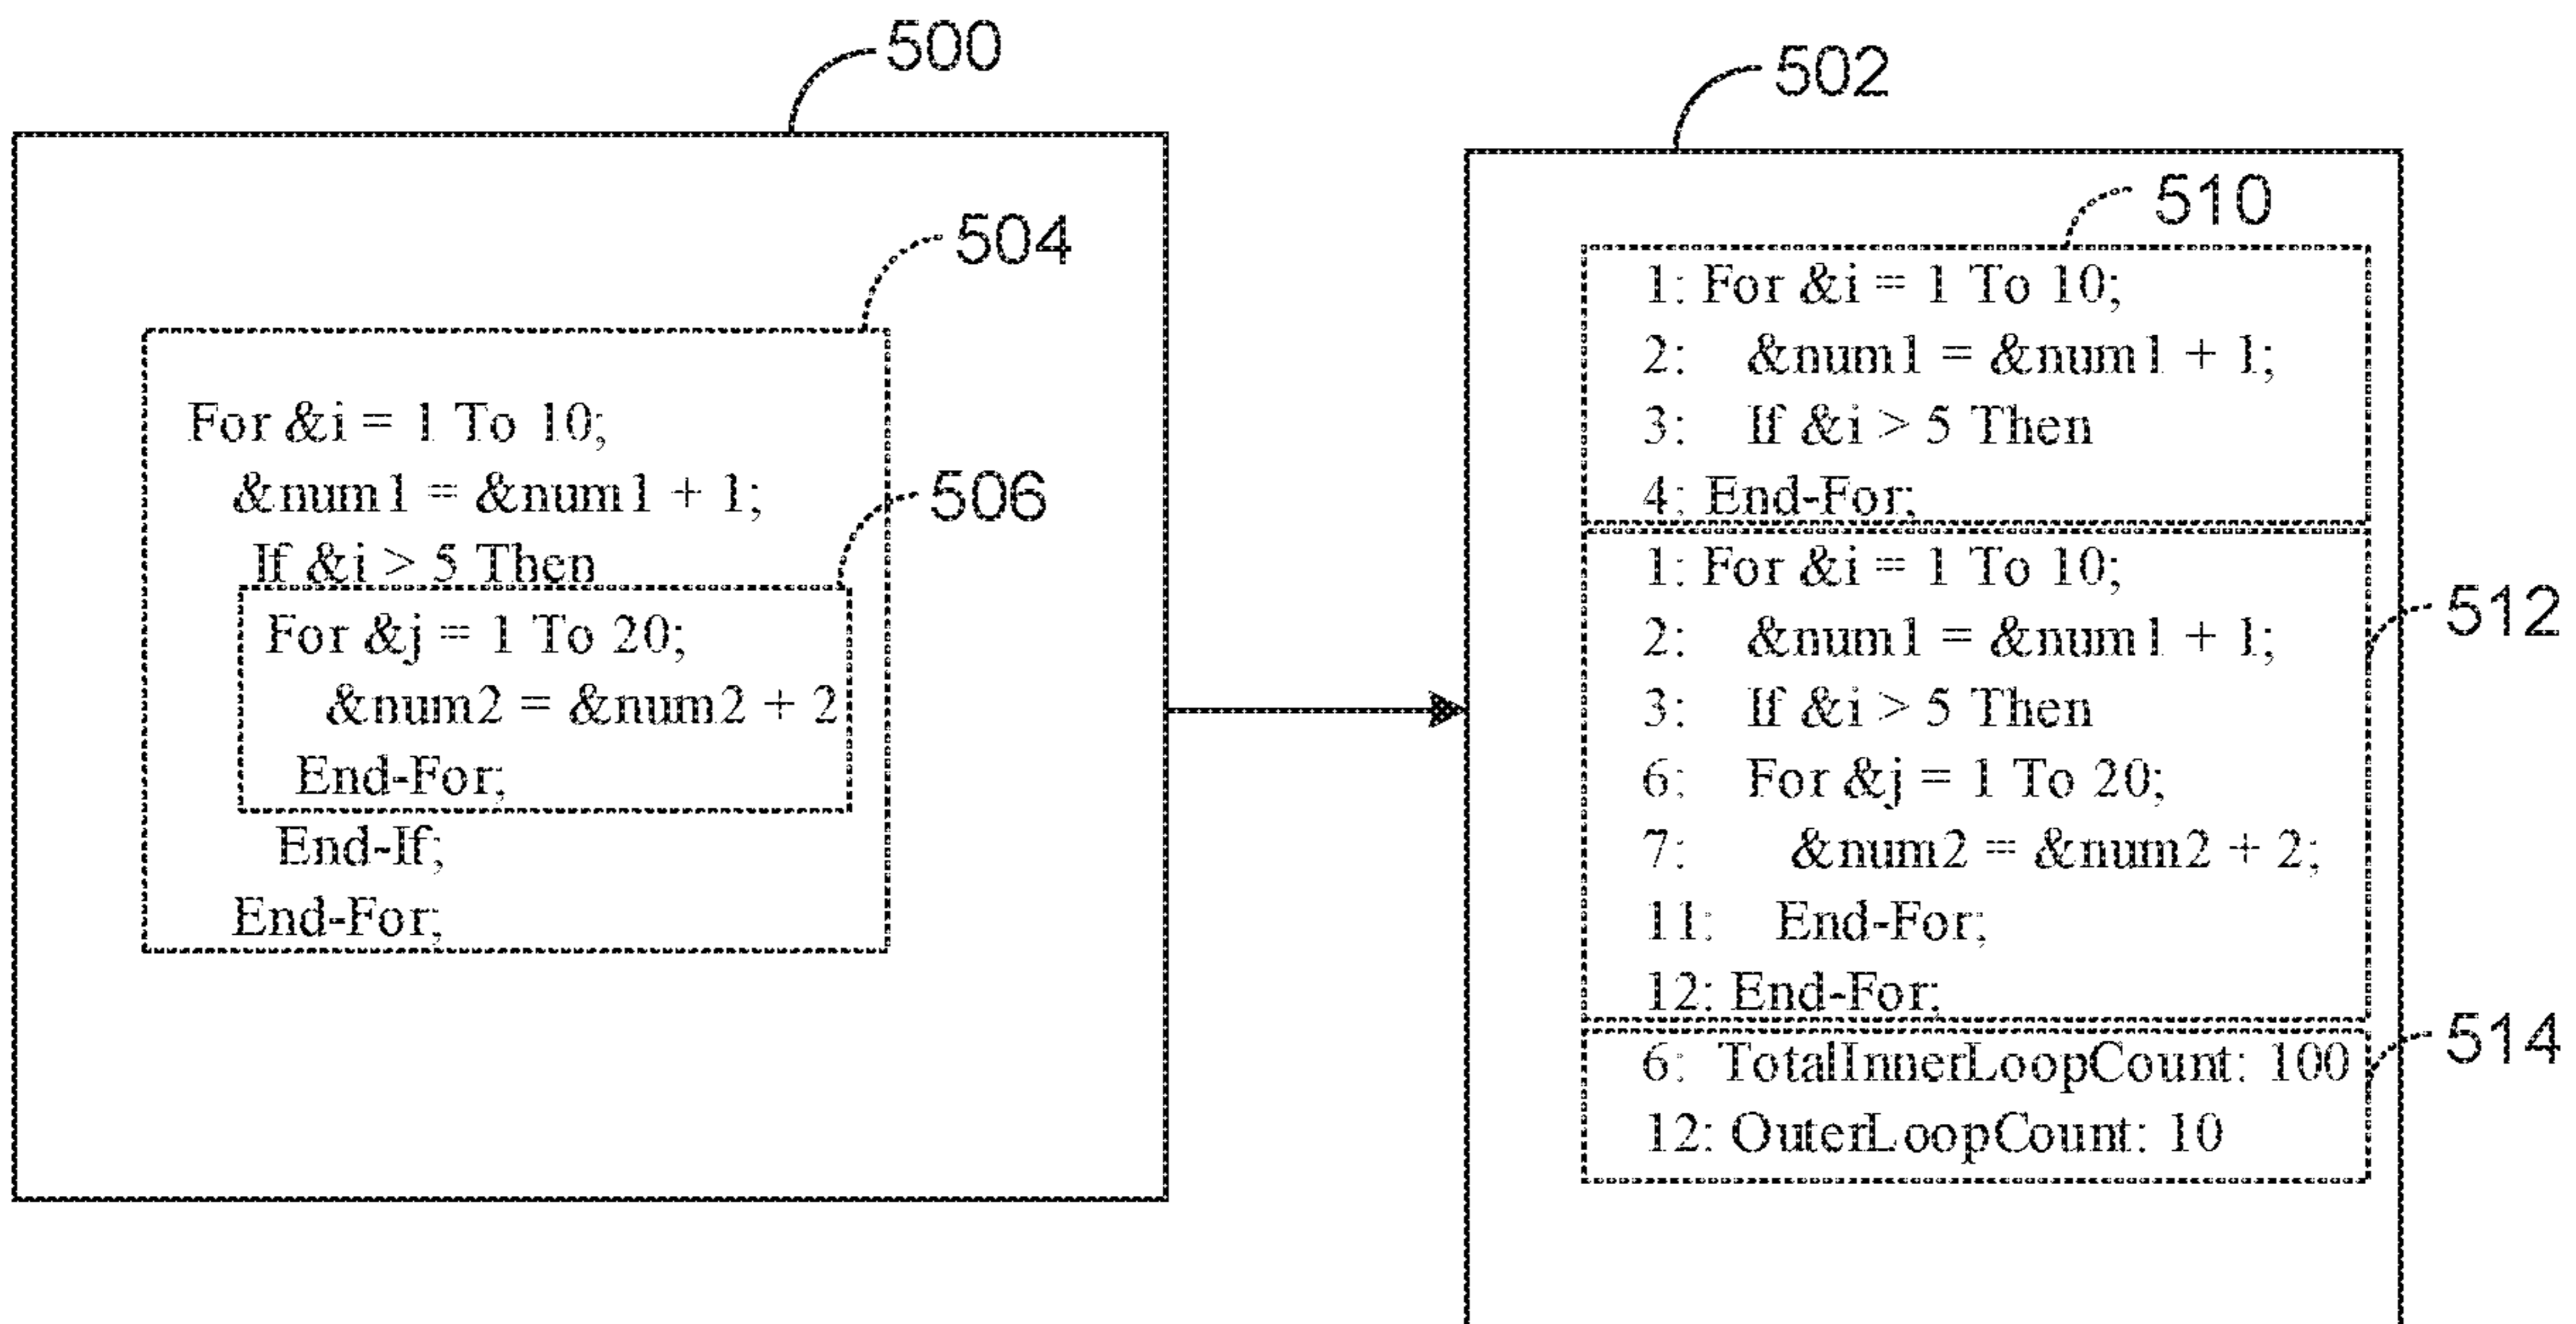 500
504
For &i = 1 To 10;
&num1 = &num1 + 1;
506
If &i > 5 Then
For &j = 1 To 20;
&num2 = &num2 + 2
End-For;
End-If;
End-For;
502
510
1: For &i = 1 To 10;
2: &num1 = &num1 + 1;
3: If &i > 5 Then
4: End-For;
1: For &i = 1 To 10;
512
2: &num1 = &num1 + 1;
3: If &i > 5 Then
6: For &j = 1 To 20;
7: &num2 = &num2 + 2;
11: End-For;
12: End-For;
514
6: TotalInnerLoopCount: 100
12: OuterLoopCount: 10